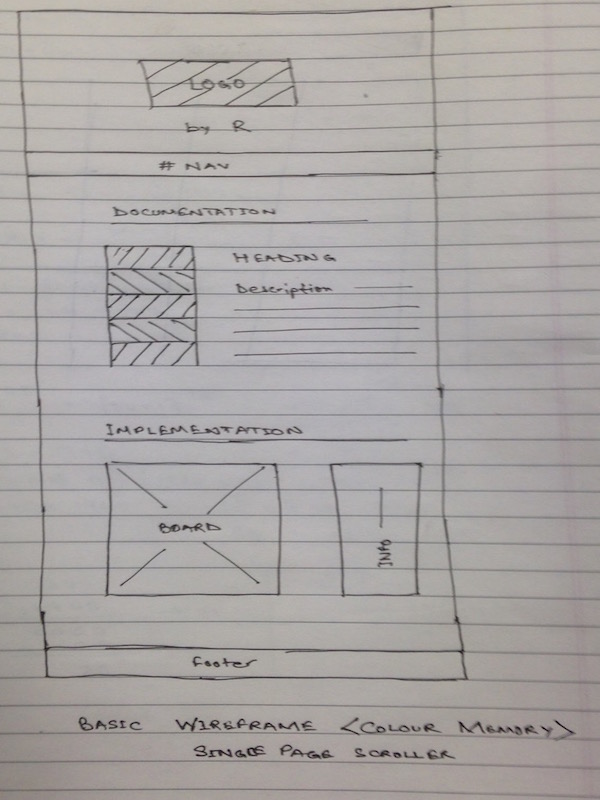 LOGO
by R
# NAV
DOCUMENTATION
HEADING
Description
IMPLEMENTATION
BOARD
INFO
footer
BASIC WIREFRAME <COLOUR MEMORY>
SINGLE PAGE SCROLLER